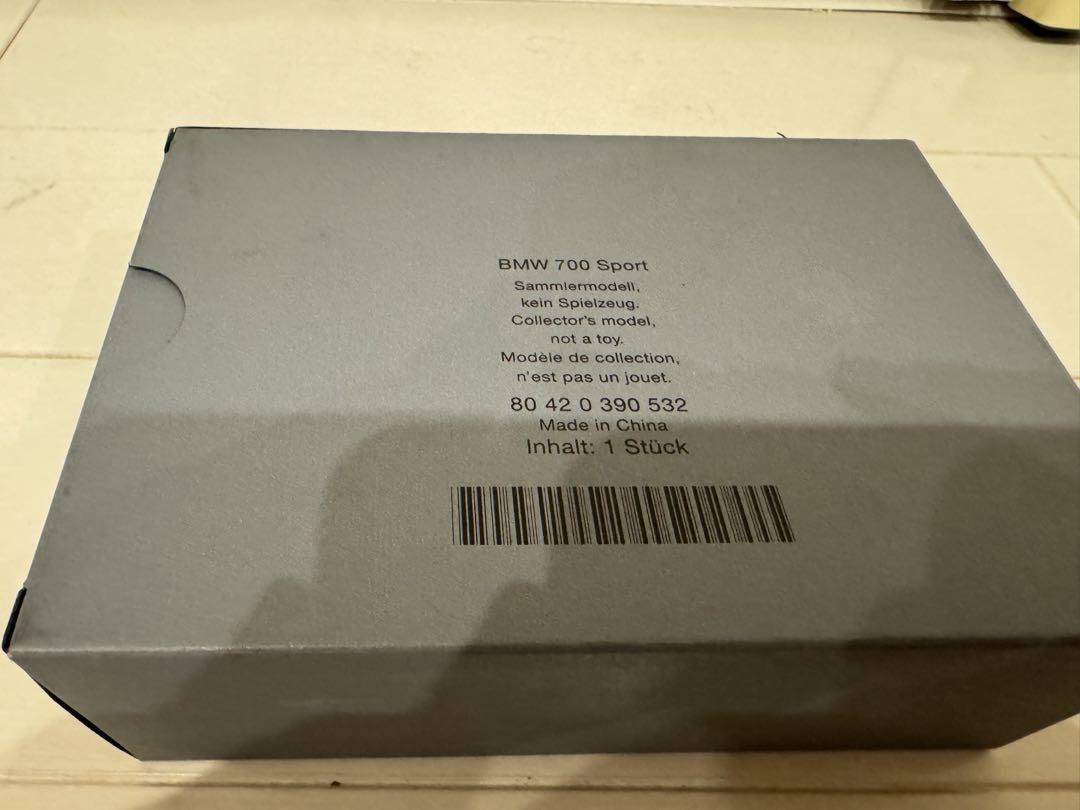 BMW 700 Sport
Sammlermodell,
kein Spielzeug.
Collector's model,
not a toy.
Modèle de collection,
n'est pas un jouet.
80 42 0 390 532
Made in China
Inhalt: 1 Stück